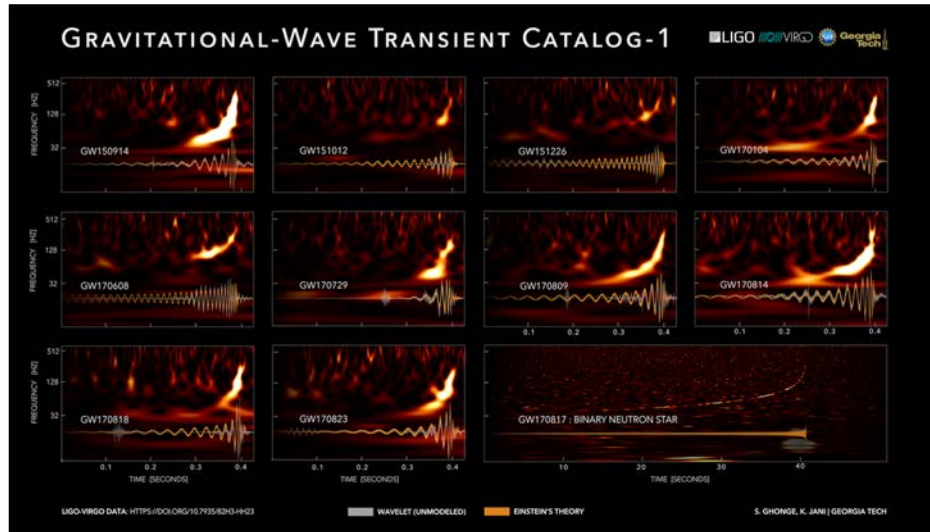 GRAVITATIONAL-WAVE TRANSIENT CATALOG-1
LIGO
VIRGO
NSF
Georgia Tech
FREQUENCY [HZ]
512
128
32
GW150914
GW151012
GW151226
GW170104
FREQUENCY [HZ]
512
128
32
GW170608
GW170729
GW170809
GW170814
0.1 0.2 0.3 0.4
0.1 0.2 0.3 0.4
FREQUENCY [HZ]
512
128
32
GW170818
GW170823
GW170817 : BINARY NEUTRON STAR
0.1 0.2 0.3 0.4
0.1 0.2 0.3 0.4
10 20 30 40
TIME [SECONDS]
TIME [SECONDS]
TIME [SECONDS]
LIGO-VIRGO DATA: HTTPS://DOI.ORG/10.7935/82H3-HH23
WAVELET (UNMODELED)
EINSTEIN'S THEORY
S. GHONGE, K. JANI | GEORGIA TECH